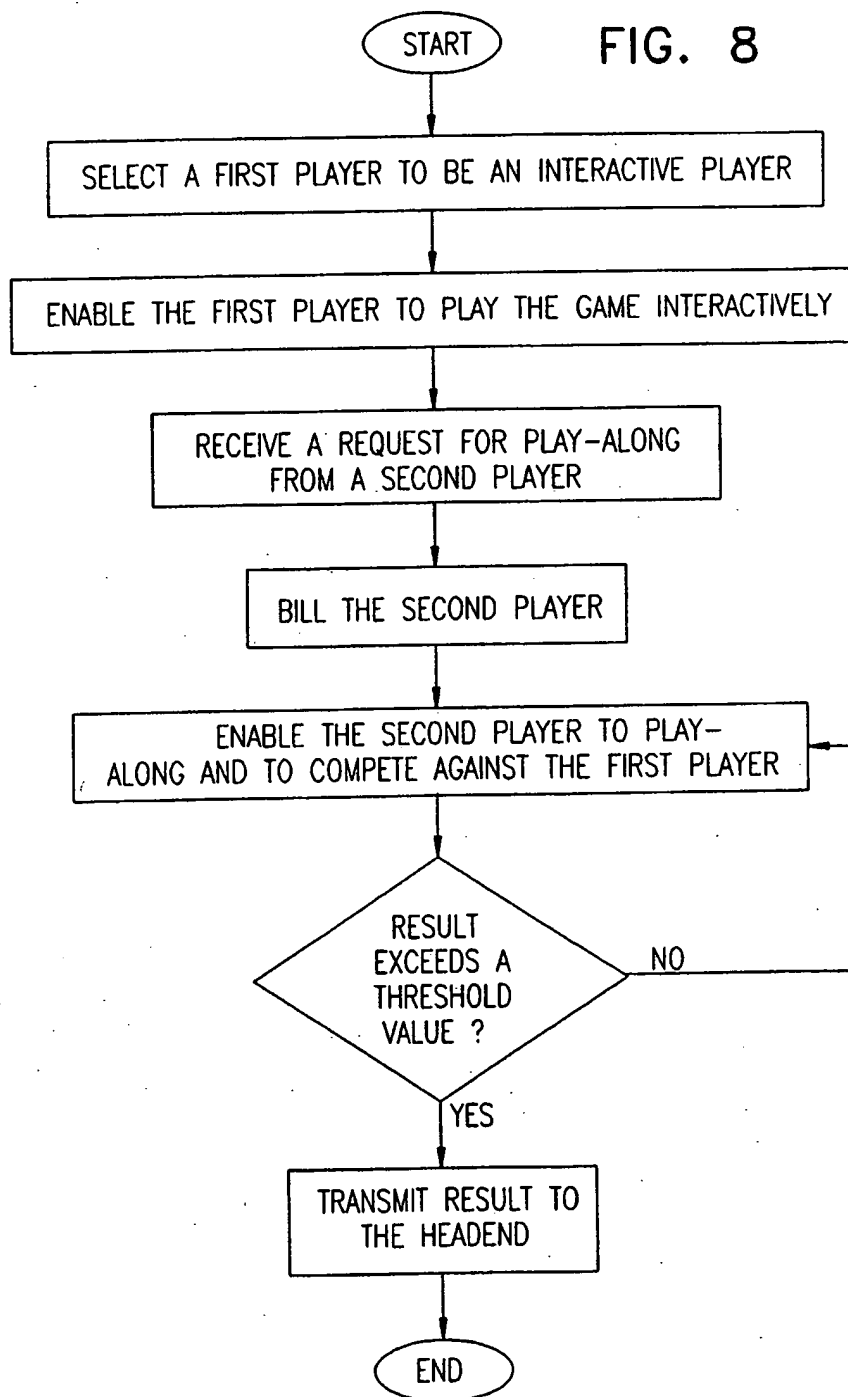 START
FIG. 8
SELECT A FIRST PLAYER TO BE AN INTERACTIVE PLAYER
ENABLE THE FIRST PLAYER TO PLAY THE GAME INTERACTIVELY
RECEIVE A REQUEST FOR PLAY-ALONG
FROM A SECOND PLAYER
BILL THE SECOND PLAYER
ENABLE THE SECOND PLAYER TO PLAY-
ALONG AND TO COMPETE AGAINST THE FIRST PLAYER
RESULT
EXCEEDS A
THRESHOLD
VALUE ?
NO
YES
TRANSMIT RESULT TO
THE HEADEND
END